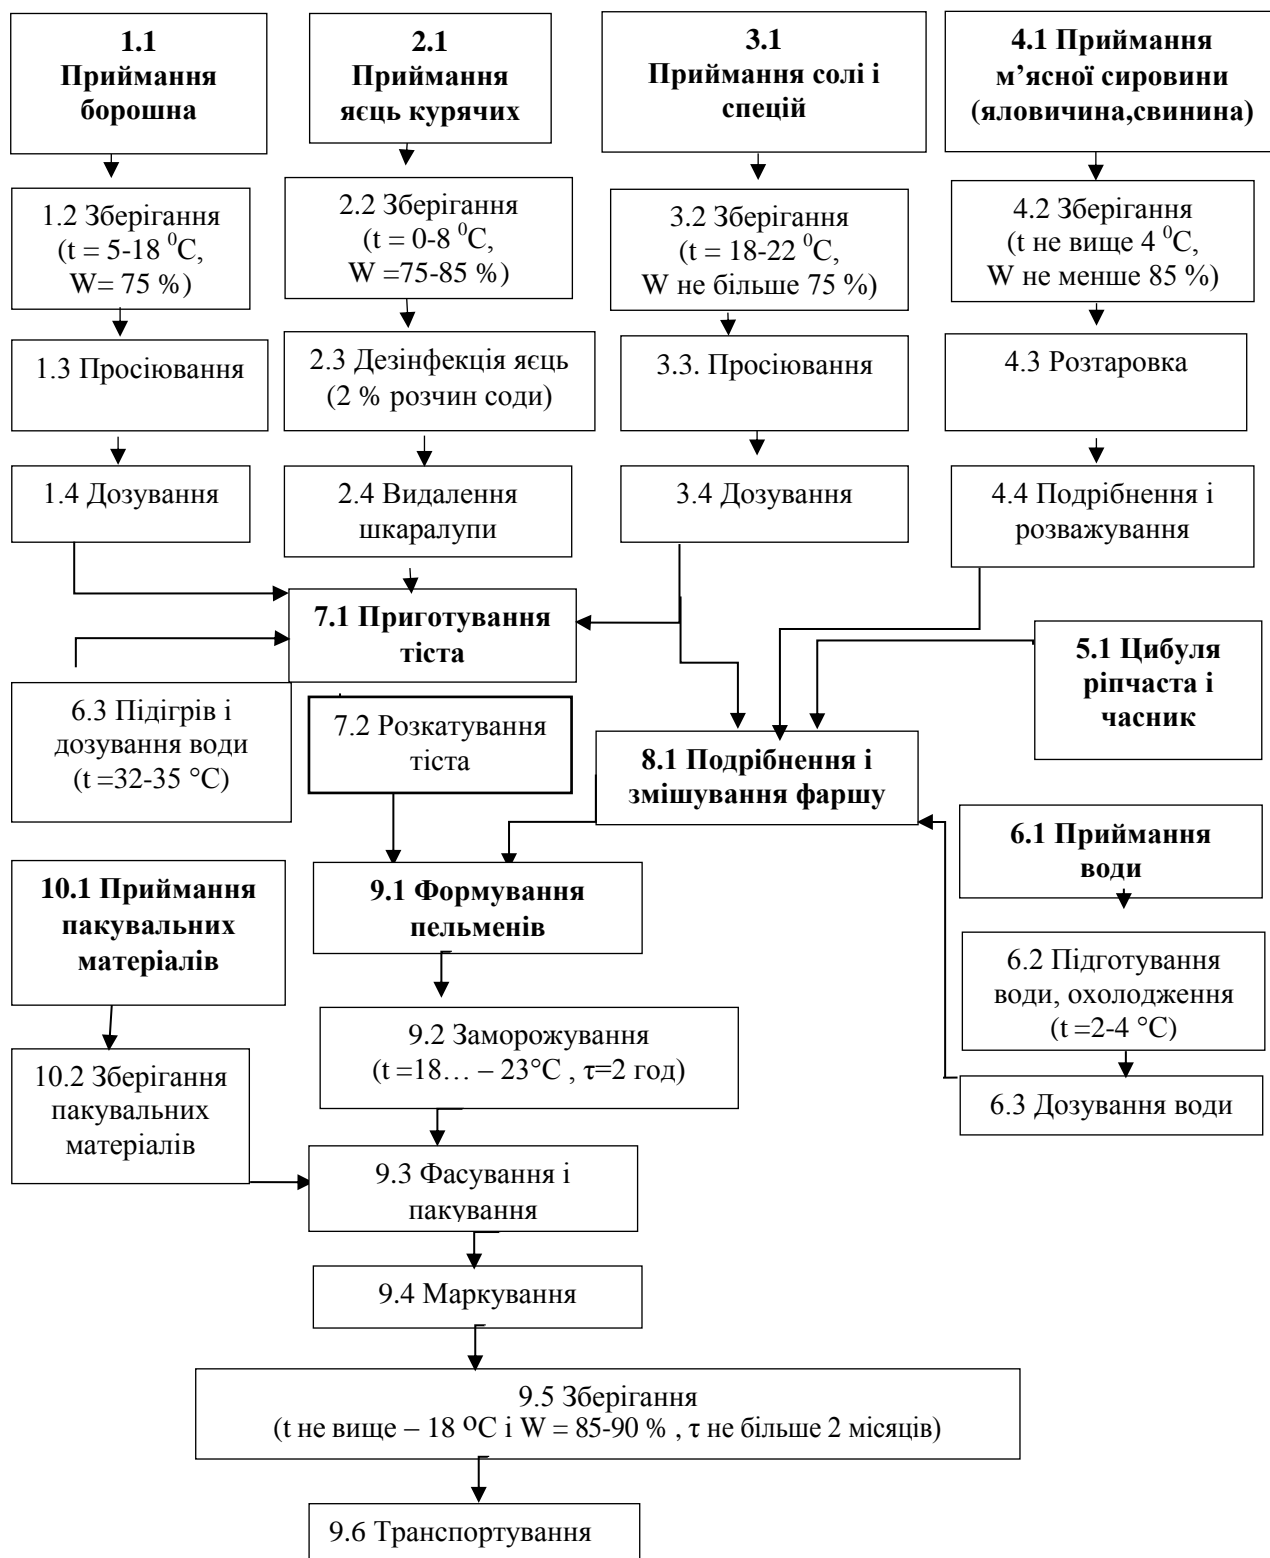 1.1
Приймання
борошна
2.1
Приймання
яєць курячих
3.1
Приймання солі і
спецій
4.1 Приймання
м’ясної сировини
(яловичина,свинина)
1.2 Зберігання
(t = 5-18 ⁰С,
W= 75 %)
2.2 Зберігання
(t = 0-8 ⁰С,
W =75-85 %)
3.2 Зберігання
(t = 18-22 ⁰С,
W не більше 75 %)
4.2 Зберігання
(t не вище 4 ⁰С,
W не менше 85 %)
1.3 Просіювання
2.3 Дезінфекція яєць
(2 % розчин соди)
3.3. Просіювання
4.3 Розтаровка
1.4 Дозування
2.4 Видалення
шкаралупи
3.4 Дозування
4.4 Подрібнення і
розважування
7.1 Приготування
тіста
5.1 Цибуля
ріпчаста і
часник
6.3 Підігрів і
дозування води
(t =32-35 °С)
7.2 Розкатування
тіста
8.1 Подрібнення і
змішування фаршу
6.1 Приймання
води
10.1 Приймання
пакувальних
матеріалів
9.1 Формування
пельменів
6.2 Підготування
води, охолодження
(t =2-4 °С)
9.2 Заморожування
(t =18… – 23°С , τ=2 год)
10.2 Зберігання
пакувальних
матеріалів
6.3 Дозування води
9.3 Фасування і
пакування
9.4 Маркування
9.5 Зберігання
(t не вище – 18 ⁰С і W = 85-90 % , τ не більше 2 місяців)
9.6 Транспортування